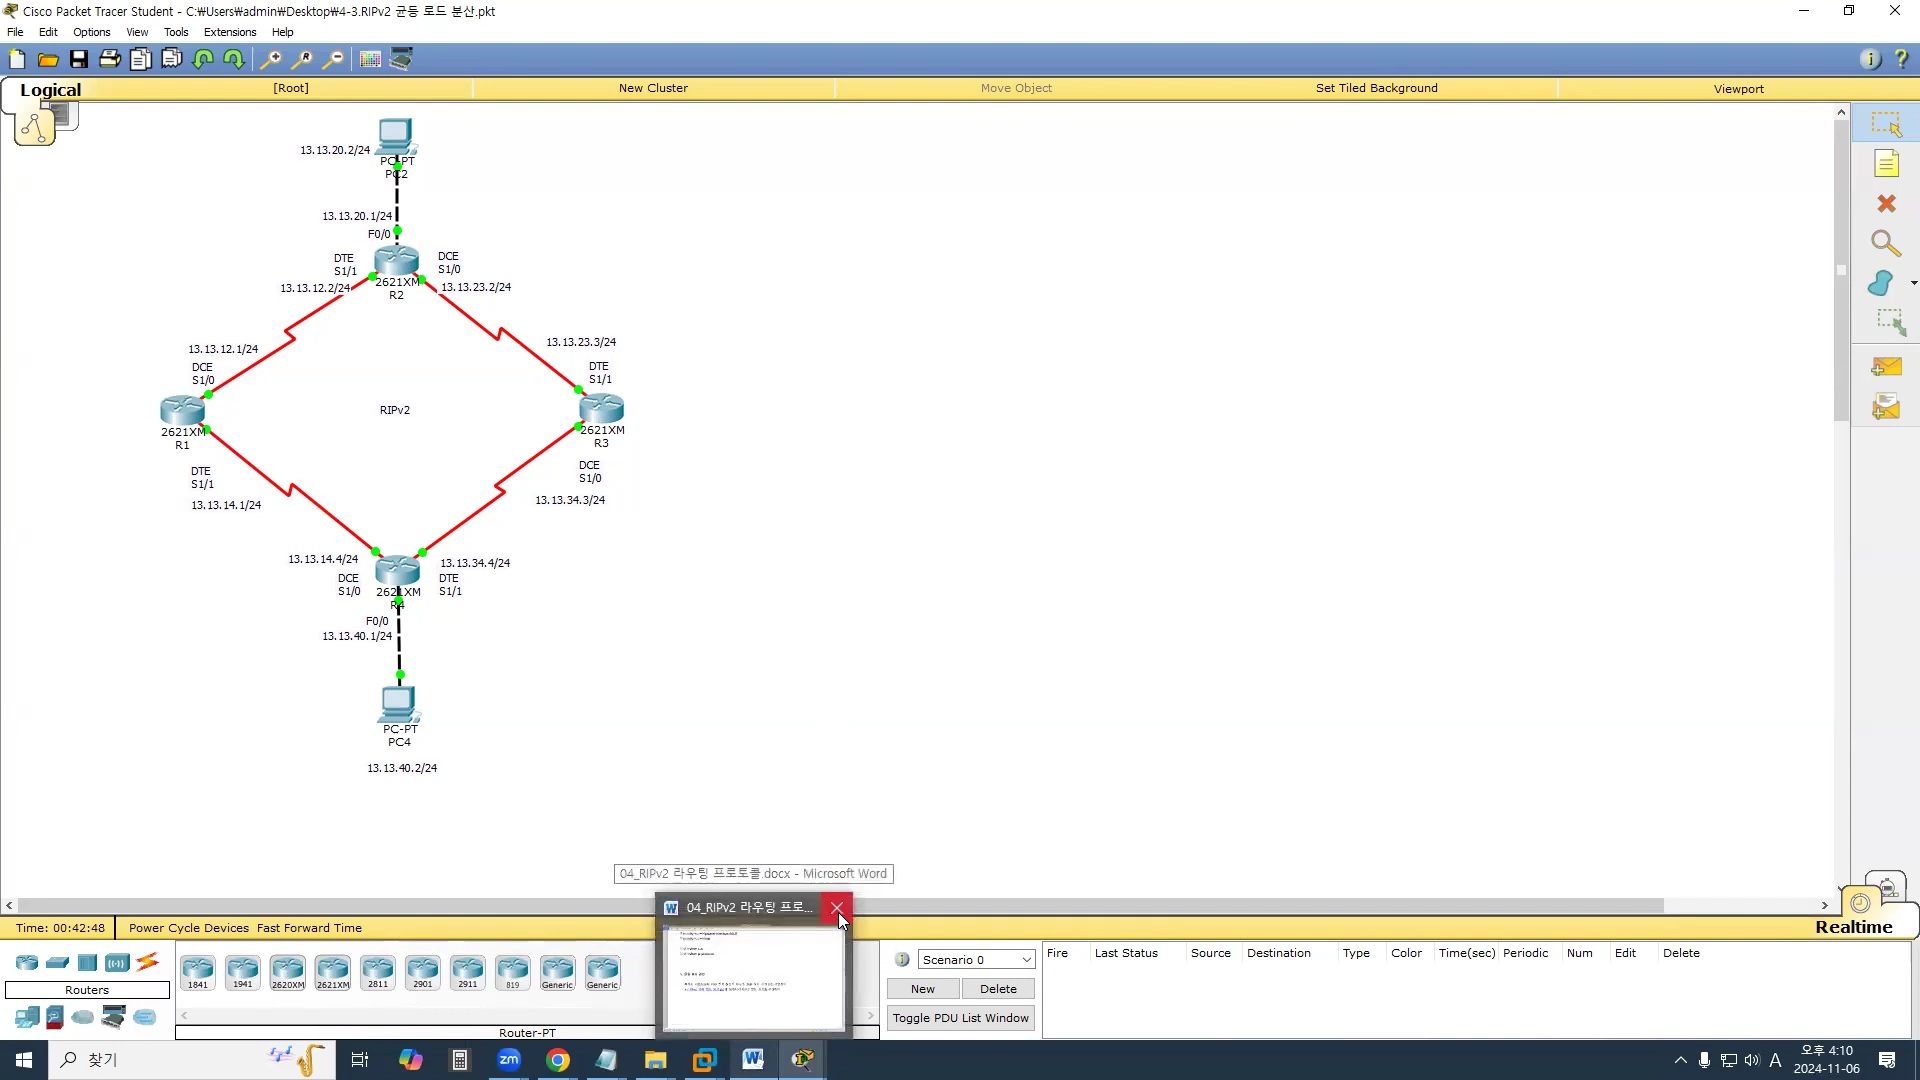 Cisco Packet Tracer Student - C:₩Users₩admin₩Desktop₩4-3.RIPv2 균등 로드 분산.pkt
File Edit Options View Tools Extensions Help
Logical
[Root]
New Cluster
Move Object
Set Tiled Background
Viewport
13.13.20.2/24
PC-PT
PC2
13.13.20.1/24
F0/0
DTE
S1/1
DCE
S1/0
13.13.12.2/24
2621XM
R2
13.13.23.2/24
13.13.12.1/24
DCE
S1/0
13.13.23.3/24
DTE
S1/1
RIPv2
2621XM
R1
2621XM
R3
DTE
S1/1
13.13.14.1/24
DCE
S1/0
13.13.34.3/24
13.13.14.4/24
13.13.34.4/24
DCE
S1/0
2621XM
R4
DTE
S1/1
F0/0
13.13.40.1/24
PC-PT
PC4
13.13.40.2/24
04_RIPv2 라우팅 프로토콜.docx - Microsoft Word
04_RIPv2 라우팅 프로...
Time: 00:42:48
Power Cycle Devices Fast Forward Time
Realtime
Routers
1841
1941
2620XM
2621XM
2811
2901
2911
819
Generic
Generic
Router-PT
Scenario 0
New
Delete
Toggle PDU List Window
Fire Last Status Source Destination Type Color Time(sec) Periodic Num Edit Delete
찾기
zm
A
오후 4:10
2024-11-06